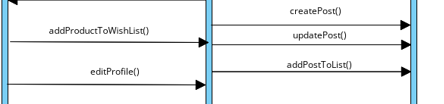 createPost()
addProductToWishList()
updatePost()
addPostToList()
editProfile()